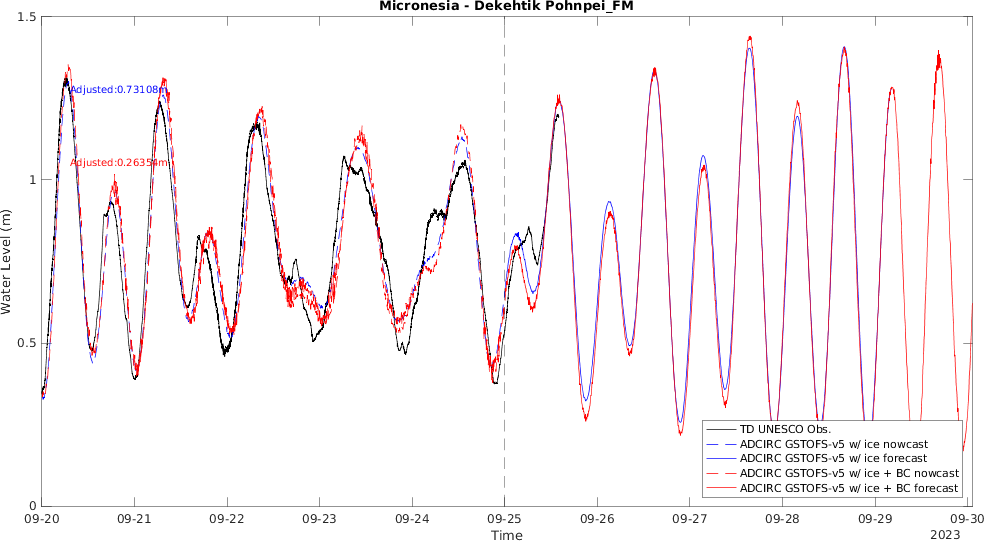 Micronesia - Dekehtik Pohnpei_FM
1.5
Adjusted:0.73108m
Adjusted:0.26354m
1
Water Level (m)
0.5
TD UNESCO Obs.
ADCIRC GSTOFS-v5 w/ ice nowcast
ADCIRC GSTOFS-v5 w/ ice forecast
ADCIRC GSTOFS-v5 w/ ice + BC nowcast
ADCIRC GSTOFS-v5 w/ ice + BC forecast
0
09-20 09-21 09-22 09-23 09-24 09-25 09-26 09-27 09-28 09-29 09-30
Time
2023